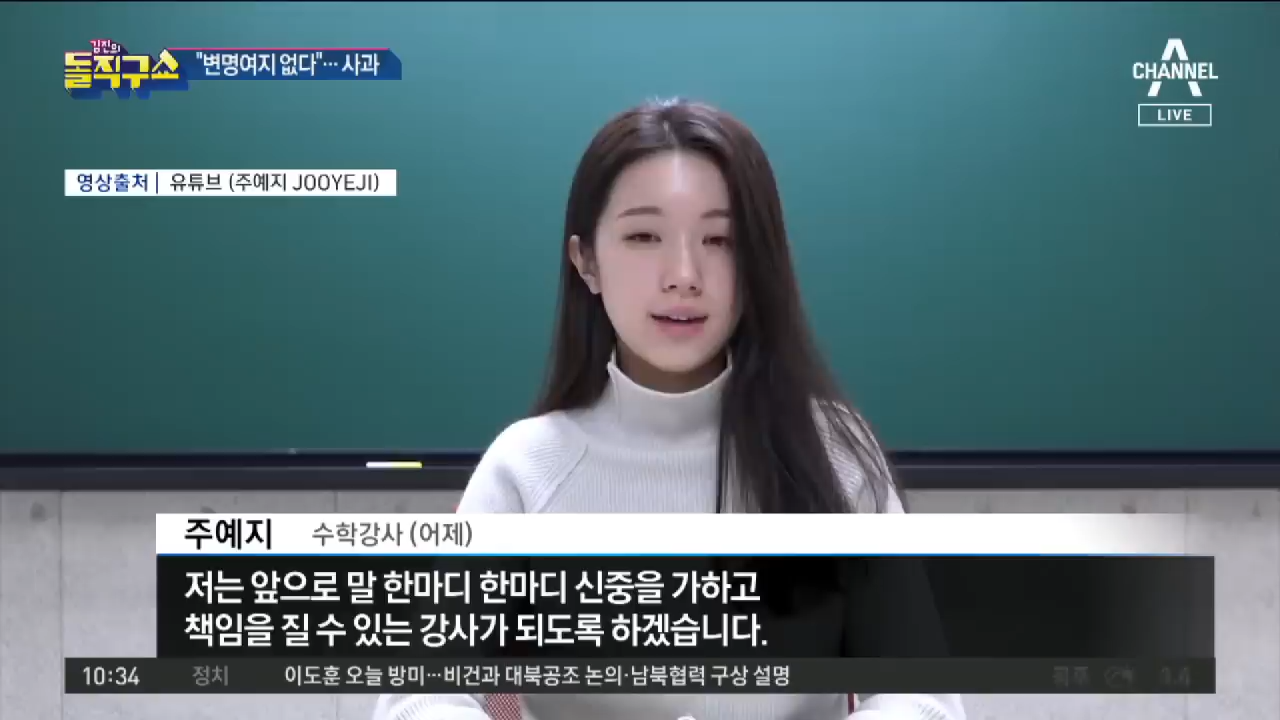 김진의
돌직구쇼
"변명여지 없다"… 사과
CHANNEL A
LIVE
영상출처 | 유튜브 (주예지 JOOYEJI)
주예지 수학강사 (어제)
저는 앞으로 말 한마디 한마디 신중을 가하고
책임을 질 수 있는 강사가 되도록 하겠습니다.
10:34 정치 이도훈 오늘 방미…비건과 대북공조 논의·남북협력 구상 설명